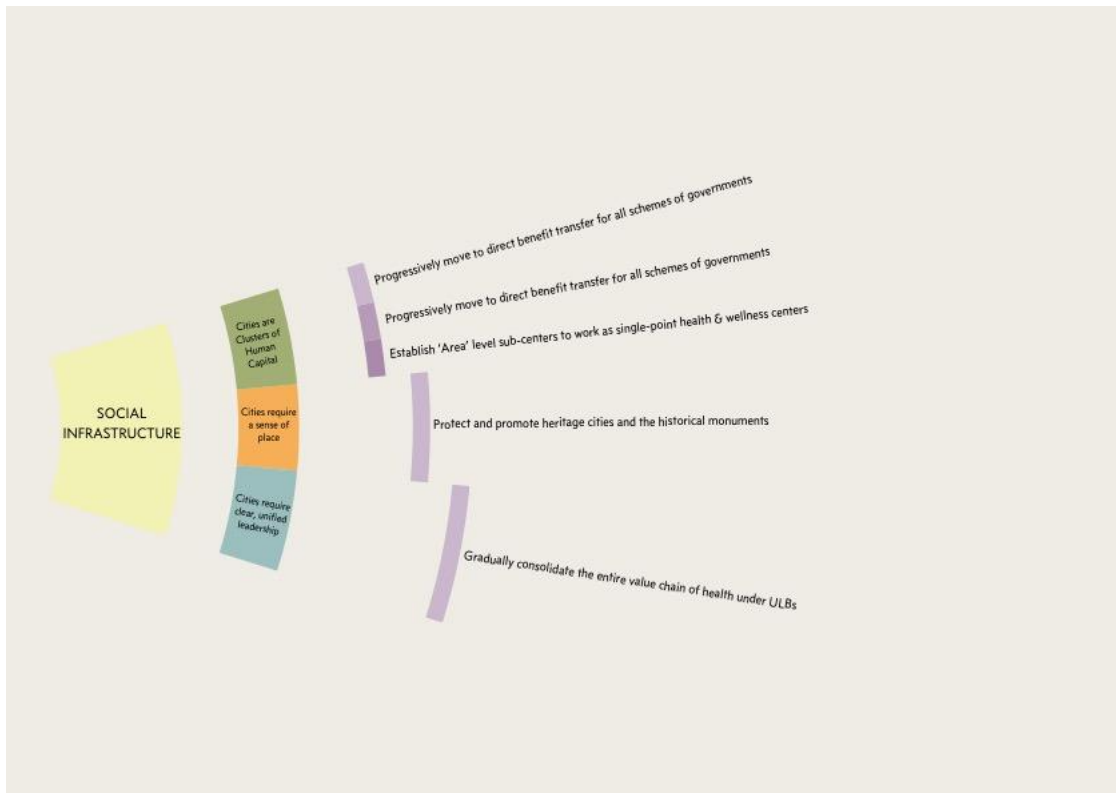 SOCIAL
INFRASTRUCTURE
Cities are
Clusters of
Human
Capital
Cities require
a sense of
place
Cities require
clear, unified
leadership
Progressively move to direct benefit transfer for all schemes of governments
Progressively move to direct benefit transfer for all schemes of governments
Establish 'Area' level sub-centers to work as single-point health & wellness centers
Protect and promote heritage cities and the historical monuments
Gradually consolidate the entire value chain of health under ULBs